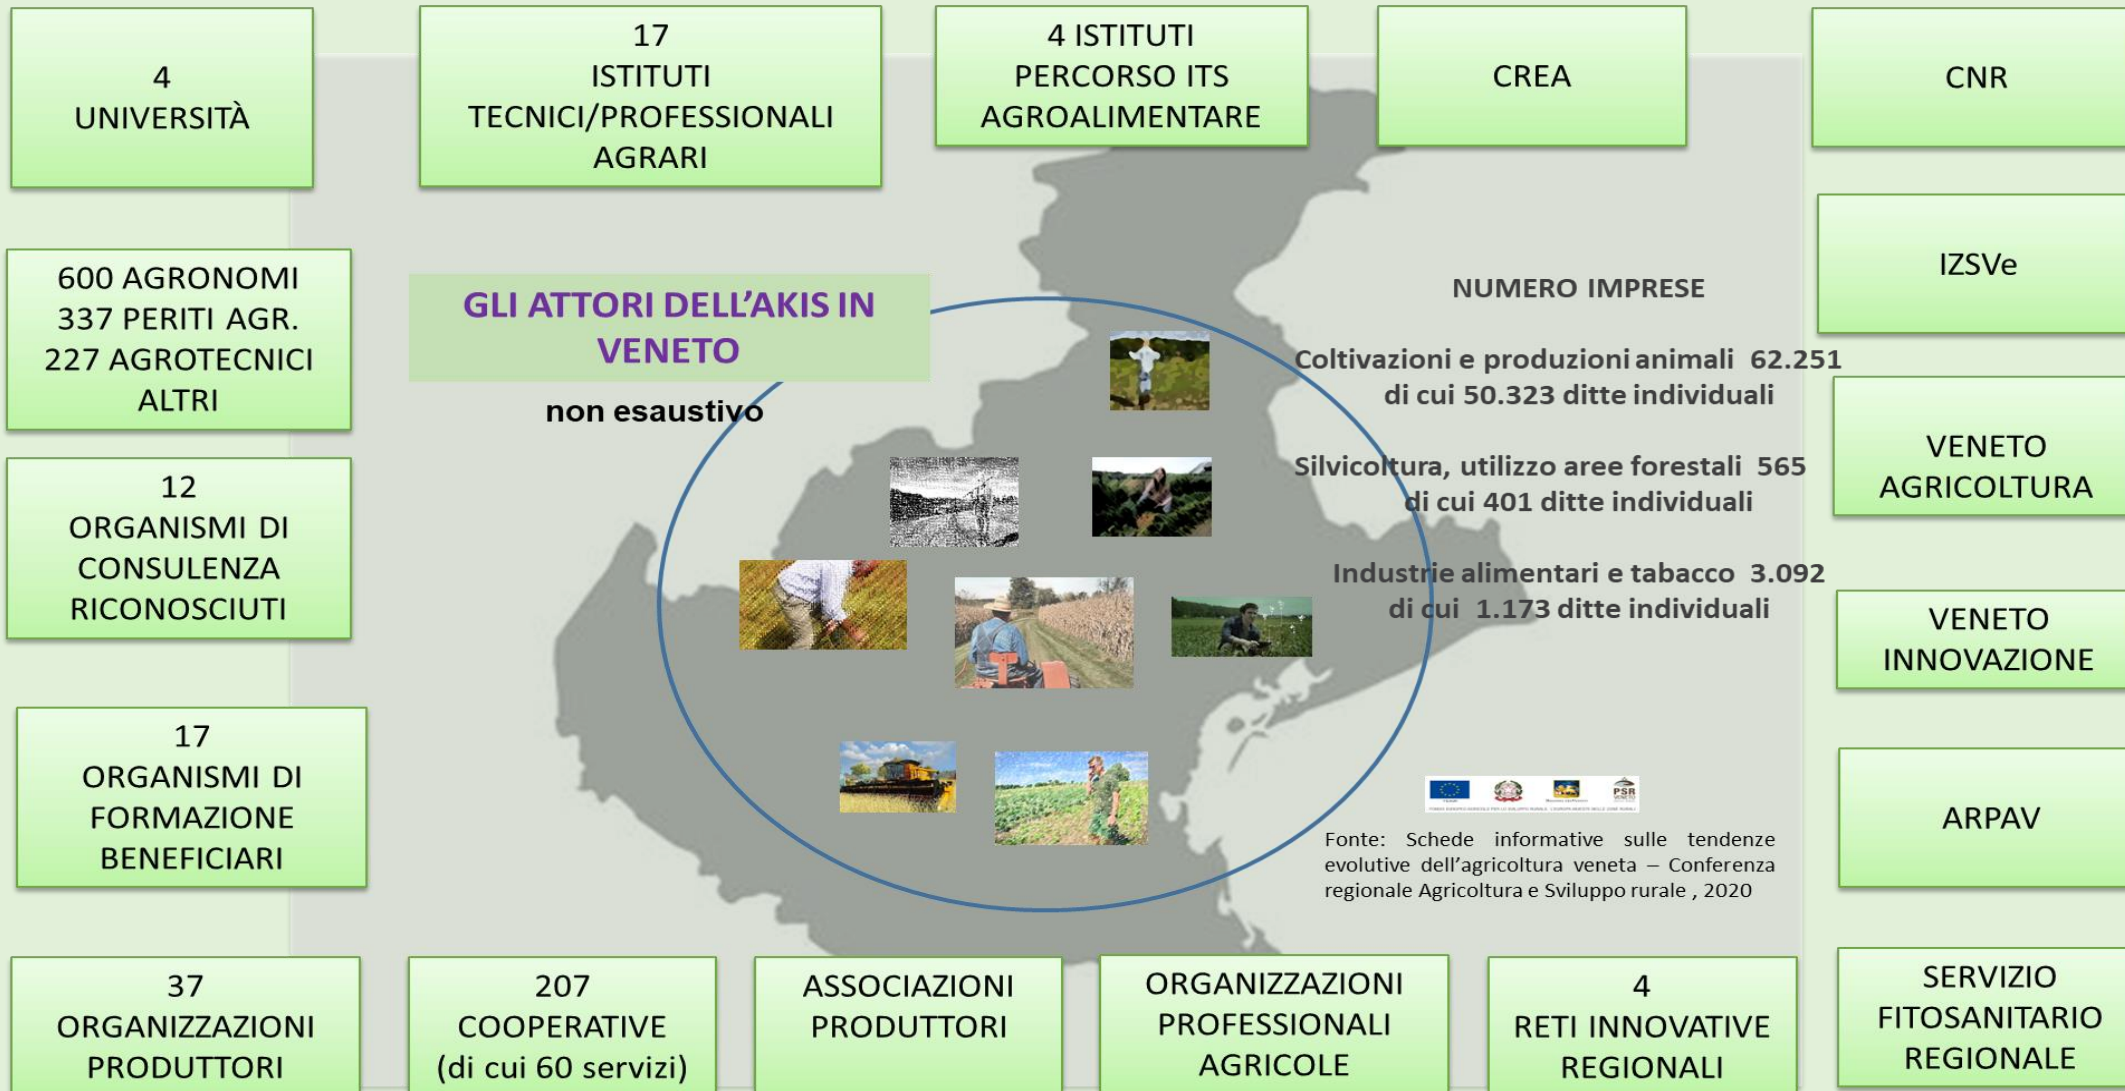 4
UNIVERSITÀ
17
ISTITUTI
TECNICI/PROFESSIONALI
AGRARI
4 ISTITUTI
PERCORSO ITS
AGROALIMENTARE
CREA
CNR
600 AGRONOMI
337 PERITI AGR.
227 AGROTECNICI
ALTRI
GLI ATTORI DELL'AKIS IN
VENETO
non esaustivo
NUMERO IMPRESE
Coltivazioni e produzioni animali 62.251
di cui 50.323 ditte individuali
Silvicoltura, utilizzo aree forestali 565
di cui 401 ditte individuali
Industrie alimentari e tabacco 3.092
di cui 1.173 ditte individuali
IZSVe
VENETO
AGRICOLTURA
12
ORGANISMI DI
CONSULENZA
RICONOSCIUTI
VENETO
INNOVAZIONE
17
ORGANISMI DI
FORMAZIONE
BENEFICIARI
PSR
Fonte: Schede informative sulle tendenze
evolutive dell'agricoltura veneta – Conferenza
regionale Agricoltura e Sviluppo rurale , 2020
ARPAV
37
ORGANIZZAZIONI
PRODUTTORI
207
COOPERATIVE
(di cui 60 servizi)
ASSOCIAZIONI
PRODUTTORI
ORGANIZZAZIONI
PROFESSIONALI
AGRICOLE
4
RETI INNOVATIVE
REGIONALI
SERVIZIO
FITOSANITARIO
REGIONALE